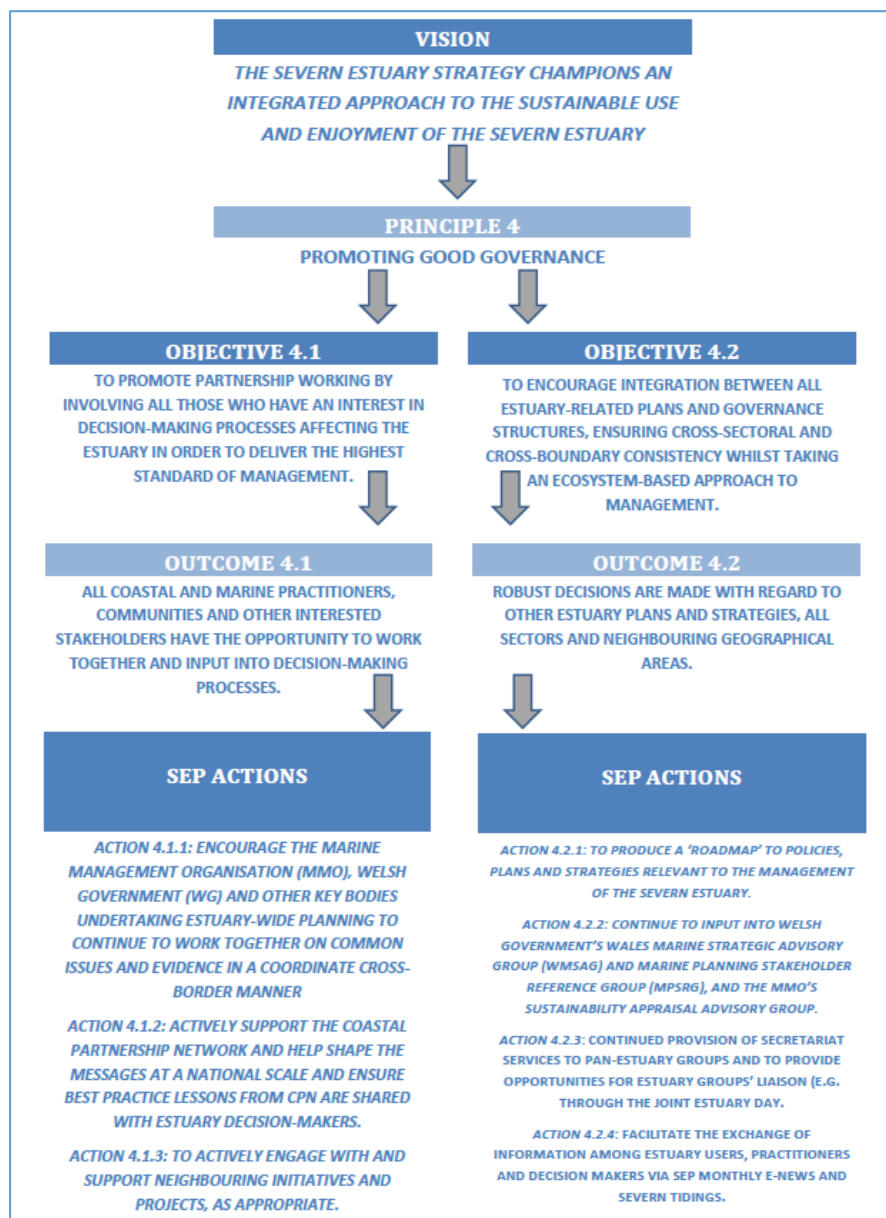 VISION
THE SEVERN ESTUARY STRATEGY CHAMPIONS AN
INTEGRATED APPROACH TO THE SUSTAINABLE USE
AND ENJOYMENT OF THE SEVERN ESTUARY
PRINCIPLE 4
PROMOTING GOOD GOVERNANCE
OBJECTIVE 4.1
TO PROMOTE PARTNERSHIP WORKING BY
INVOLVING ALL THOSE WHO HAVE AN INTEREST IN
DECISION-MAKING PROCESSES AFFECTING THE
ESTUARY IN ORDER TO DELIVER THE HIGHEST
STANDARD OF MANAGEMENT.
OUTCOME 4.1
ALL COASTAL AND MARINE PRACTITIONERS,
COMMUNITIES AND OTHER INTERESTED
STAKEHOLDERS HAVE THE OPPORTUNITY TO WORK
TOGETHER AND INPUT INTO DECISION-MAKING
PROCESSES.
SEP ACTIONS
ACTION 4.1.1: ENCOURAGE THE MARINE
MANAGEMENT ORGANISATION (MMO), WELSH
GOVERNMENT (WG) AND OTHER KEY BODIES
UNDERTAKING ESTUARY-WIDE PLANNING TO
CONTINUE TO WORK TOGETHER ON COMMON
ISSUES AND EVIDENCE IN A COORDINATE CROSS-
BORDER MANNER
ACTION 4.1.2: ACTIVELY SUPPORT THE COASTAL
PARTNERSHIP NETWORK AND HELP SHAPE THE
MESSAGES AT A NATIONAL SCALE AND ENSURE
BEST PRACTICE LESSONS FROM CPN ARE SHARED
WITH ESTUARY DECISION-MAKERS.
ACTION 4.1.3: TO ACTIVELY ENGAGE WITH AND
SUPPORT NEIGHBOURING INITIATIVES AND
PROJECTS, AS APPROPRIATE.
OBJECTIVE 4.2
TO ENCOURAGE INTEGRATION BETWEEN ALL
ESTUARY-RELATED PLANS AND GOVERNANCE
STRUCTURES, ENSURING CROSS-SECTORAL AND
CROSS-BOUNDARY CONSISTENCY WHILST TAKING
AN ECOSYSTEM-BASED APPROACH TO
MANAGEMENT.
OUTCOME 4.2
ROBUST DECISIONS ARE MADE WITH REGARD TO
OTHER ESTUARY PLANS AND STRATEGIES, ALL
SECTORS AND NEIGHBOURING GEOGRAPHICAL
AREAS.
SEP ACTIONS
ACTION 4.2.1: TO PRODUCE A ‘ROADMAP’ TO POLICIES,
PLANS AND STRATEGIES RELEVANT TO THE MANAGEMENT
OF THE SEVERN ESTUARY.
ACTION 4.2.2: CONTINUE TO INPUT INTO WELSH
GOVERNMENT’S WALES MARINE STRATEGIC ADVISORY
GROUP (WMSAG) AND MARINE PLANNING STAKEHOLDER
REFERENCE GROUP (MPSRG), AND THE MMO’S
SUSTAINABILITY APPRAISAL ADVISORY GROUP.
ACTION 4.2.3: CONTINUED PROVISION OF SECRETARIAT
SERVICES TO PAN-ESTUARY GROUPS AND TO PROVIDE
OPPORTUNITIES FOR ESTUARY GROUPS’ LIAISON (E.G.
THROUGH THE JOINT ESTUARY DAY.
ACTION 4.2.4: FACILITATE THE EXCHANGE OF
INFORMATION AMONG ESTUARY USERS, PRACTITIONERS
AND DECISION MAKERS VIA SEP MONTHLY E-NEWS AND
SEVERN TIDINGS.